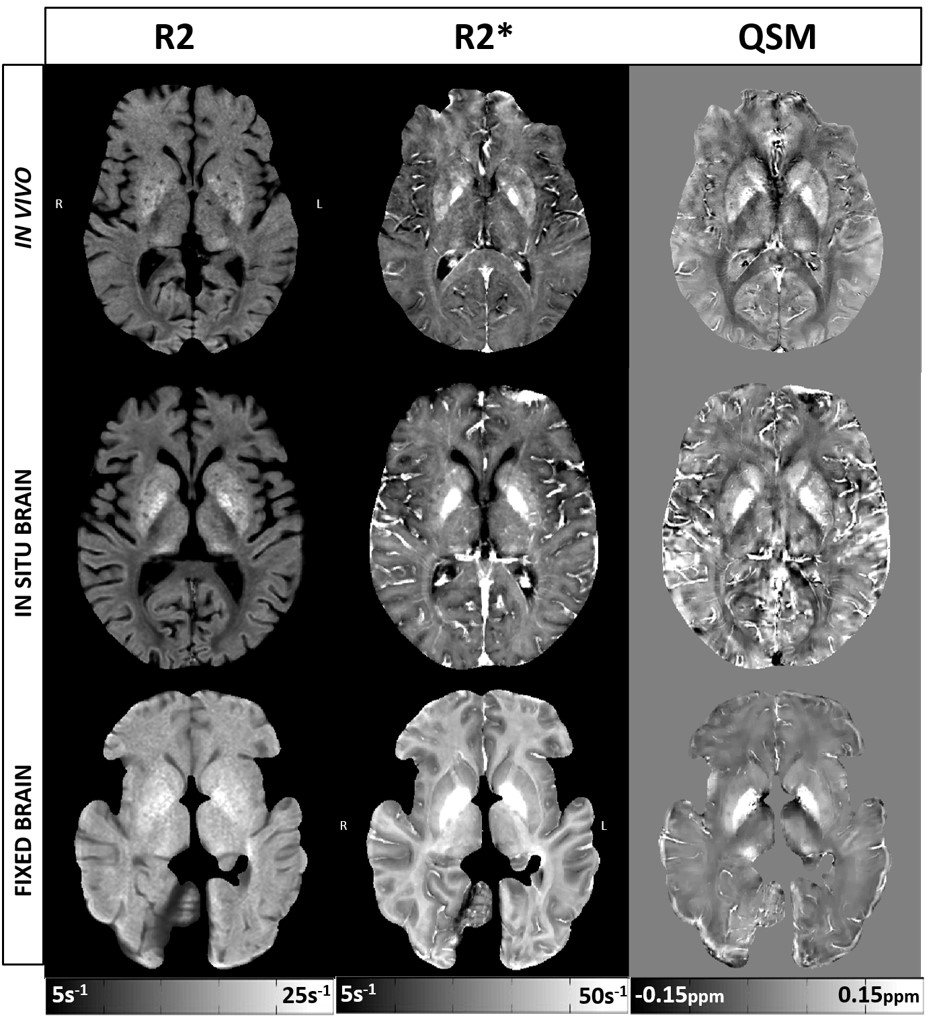 R2 R2* QSM
IN VIVO
R L
IN SITU BRAIN
FIXED BRAIN
R L
5s-1 25s-1 5s-1 50s-1 -0.15ppm 0.15ppm